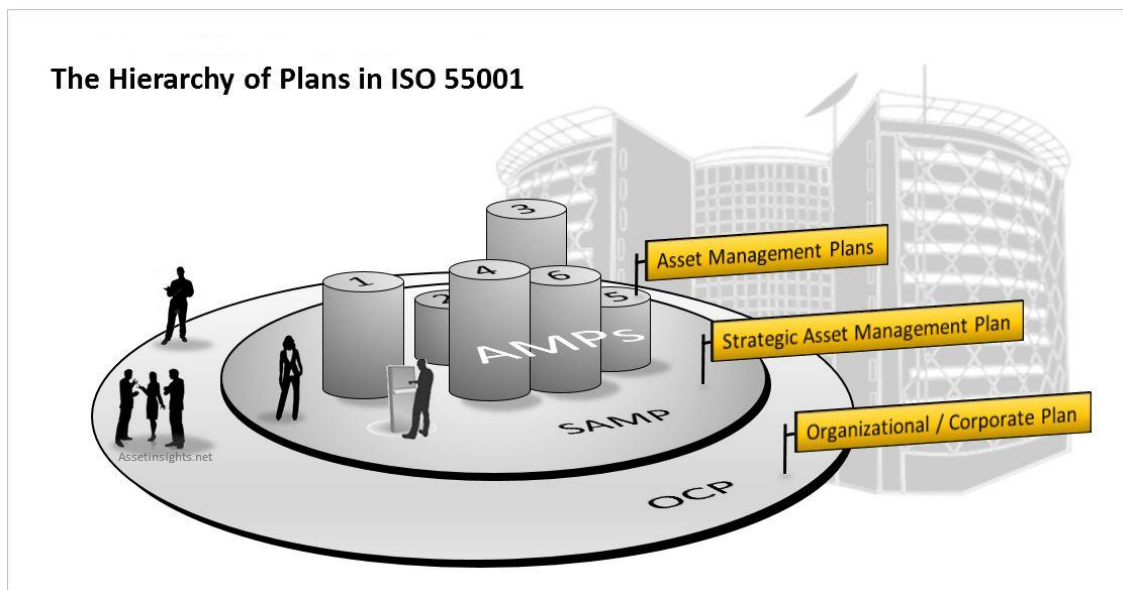 The Hierarchy of Plans in ISO 55001
3
Asset Management Plans
1
2
4
6
5
AMPs
Strategic Asset Management Plan
SAMP
Organizational / Corporate Plan
Assetinsights.net
OCP